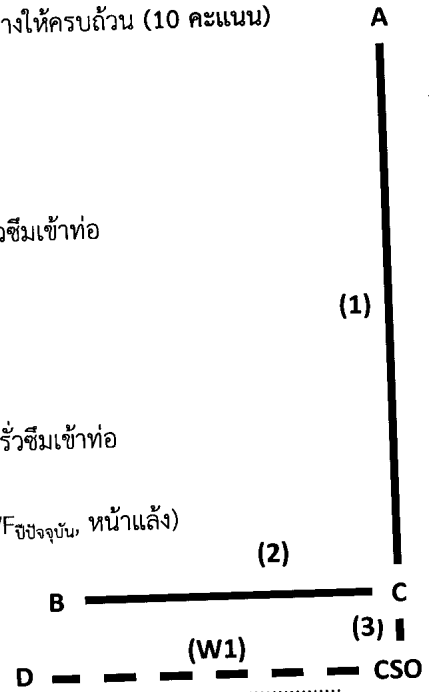 างให้ครบถ้วน (10 คะแนน)
A
วซึมเข้าท่อ
(1)
รั่วซึมเข้าท่อ
F ปีปัจจุบัน, หน้าแล้ง)
(2)
B
C
(3)
(W1)
D
CSO